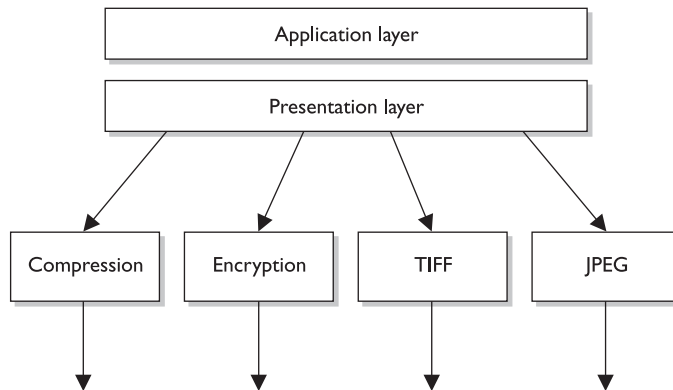 Application layer
Presentation layer
Compression
Encryption
TIFF
JPEG